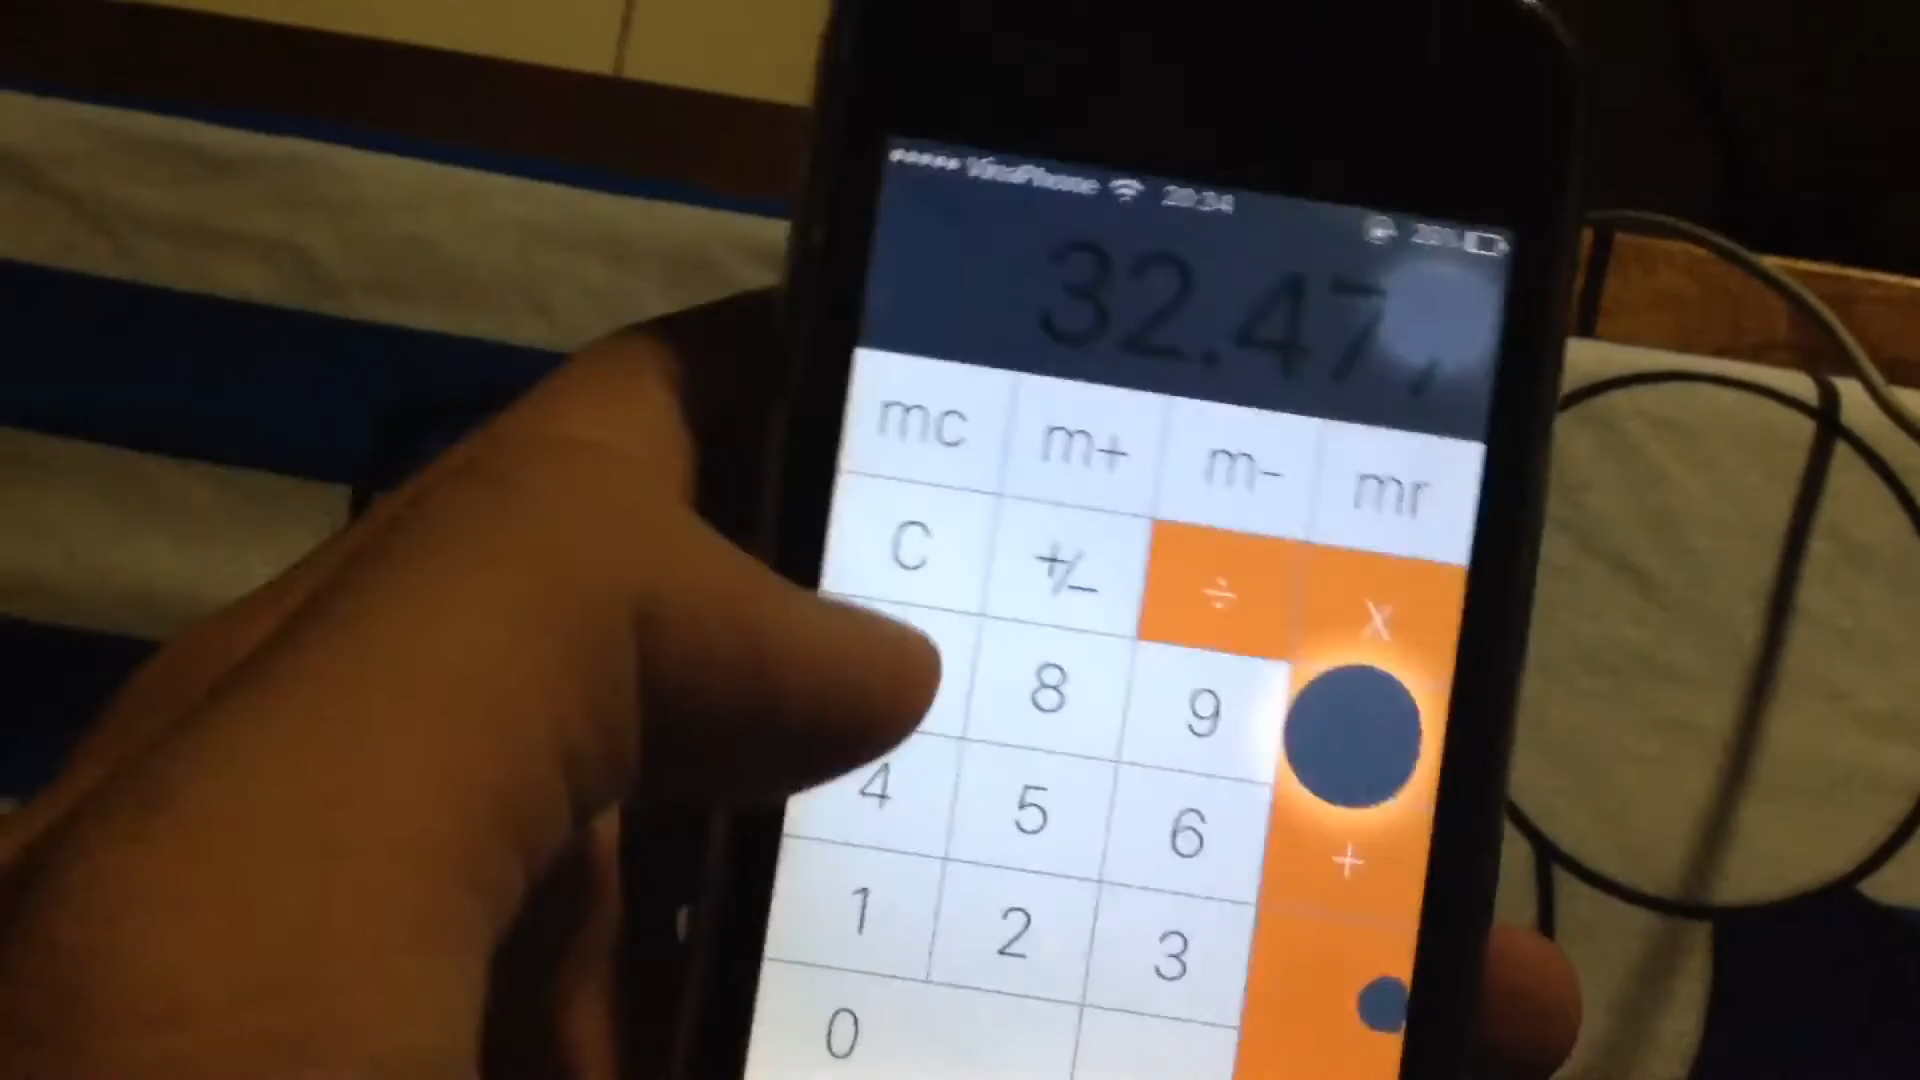 VinaPhone 20:34
32.47
mc m+ m- mr
C +/- ÷ x
8 9
4 5 6 +
1 2 3
0